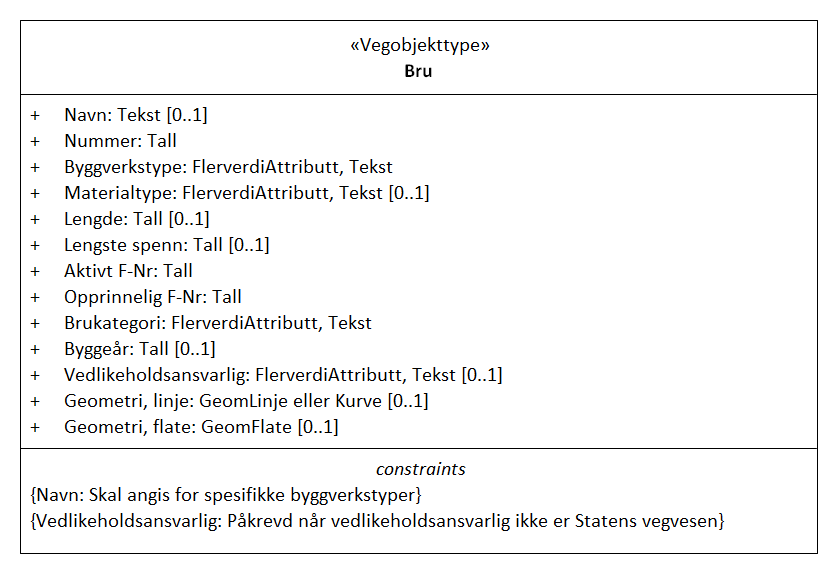 «Vegobjekttype»
Bru
+ Navn: Tekst [0..1]
+ Nummer: Tall
+ Byggverkstype: FlerverdiAttributt, Tekst
+ Materialtype: FlerverdiAttributt, Tekst [0..1]
+ Lengde: Tall [0..1]
+ Lengste spenn: Tall [0..1]
+ Aktivt F-Nr: Tall
+ Opprinnelig F-Nr: Tall
+ Brukategori: FlerverdiAttributt, Tekst
+ Byggeår: Tall [0..1]
+ Vedlikeholdsansvarlig: FlerverdiAttributt, Tekst [0..1]
+ Geometri, linje: GeomLinje eller Kurve [0..1]
+ Geometri, flate: GeomFlate [0..1]
constraints
{Navn: Skal angis for spesifikke byggverkstyper}
{Vedlikeholdsansvarlig: Påkrevd når vedlikeholdsansvarlig ikke er Statens vegvesen}